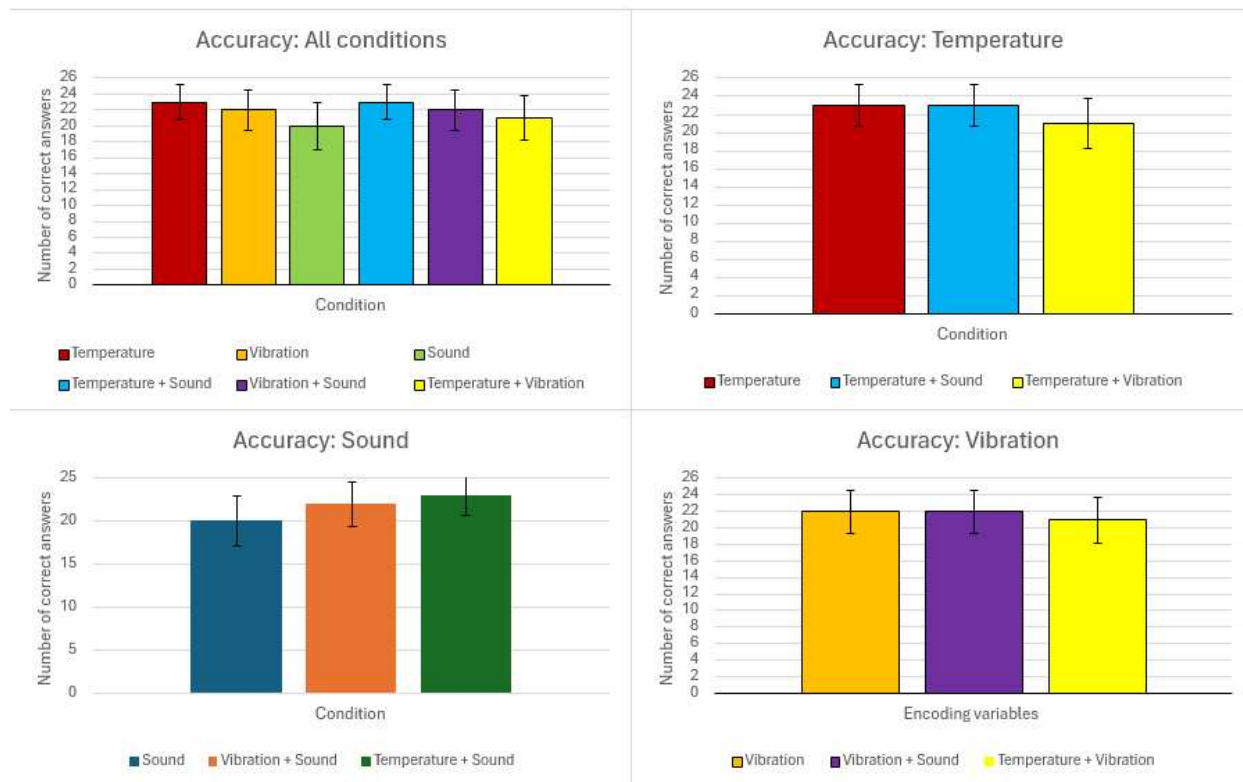 Accuracy: All conditions
Number of correct answers
26
24
22
20
18
16
14
12
10
8
6
4
2
0
Condition
Temperature Vibration Sound
Temperature + Sound Vibration + Sound Temperature + Vibration
Accuracy: Temperature
Number of correct answers
26
24
22
20
18
16
14
12
10
8
6
4
2
0
Condition
Temperature Temperature + Sound Temperature + Vibration
Accuracy: Sound
Number of correct answers
25
20
15
10
5
0
Condition
Sound Vibration + Sound Temperature + Sound
Accuracy: Vibration
Number of correct answers
26
24
22
20
18
16
14
12
10
8
6
4
2
0
Encoding variables
Vibration Vibration + Sound Temperature + Vibration